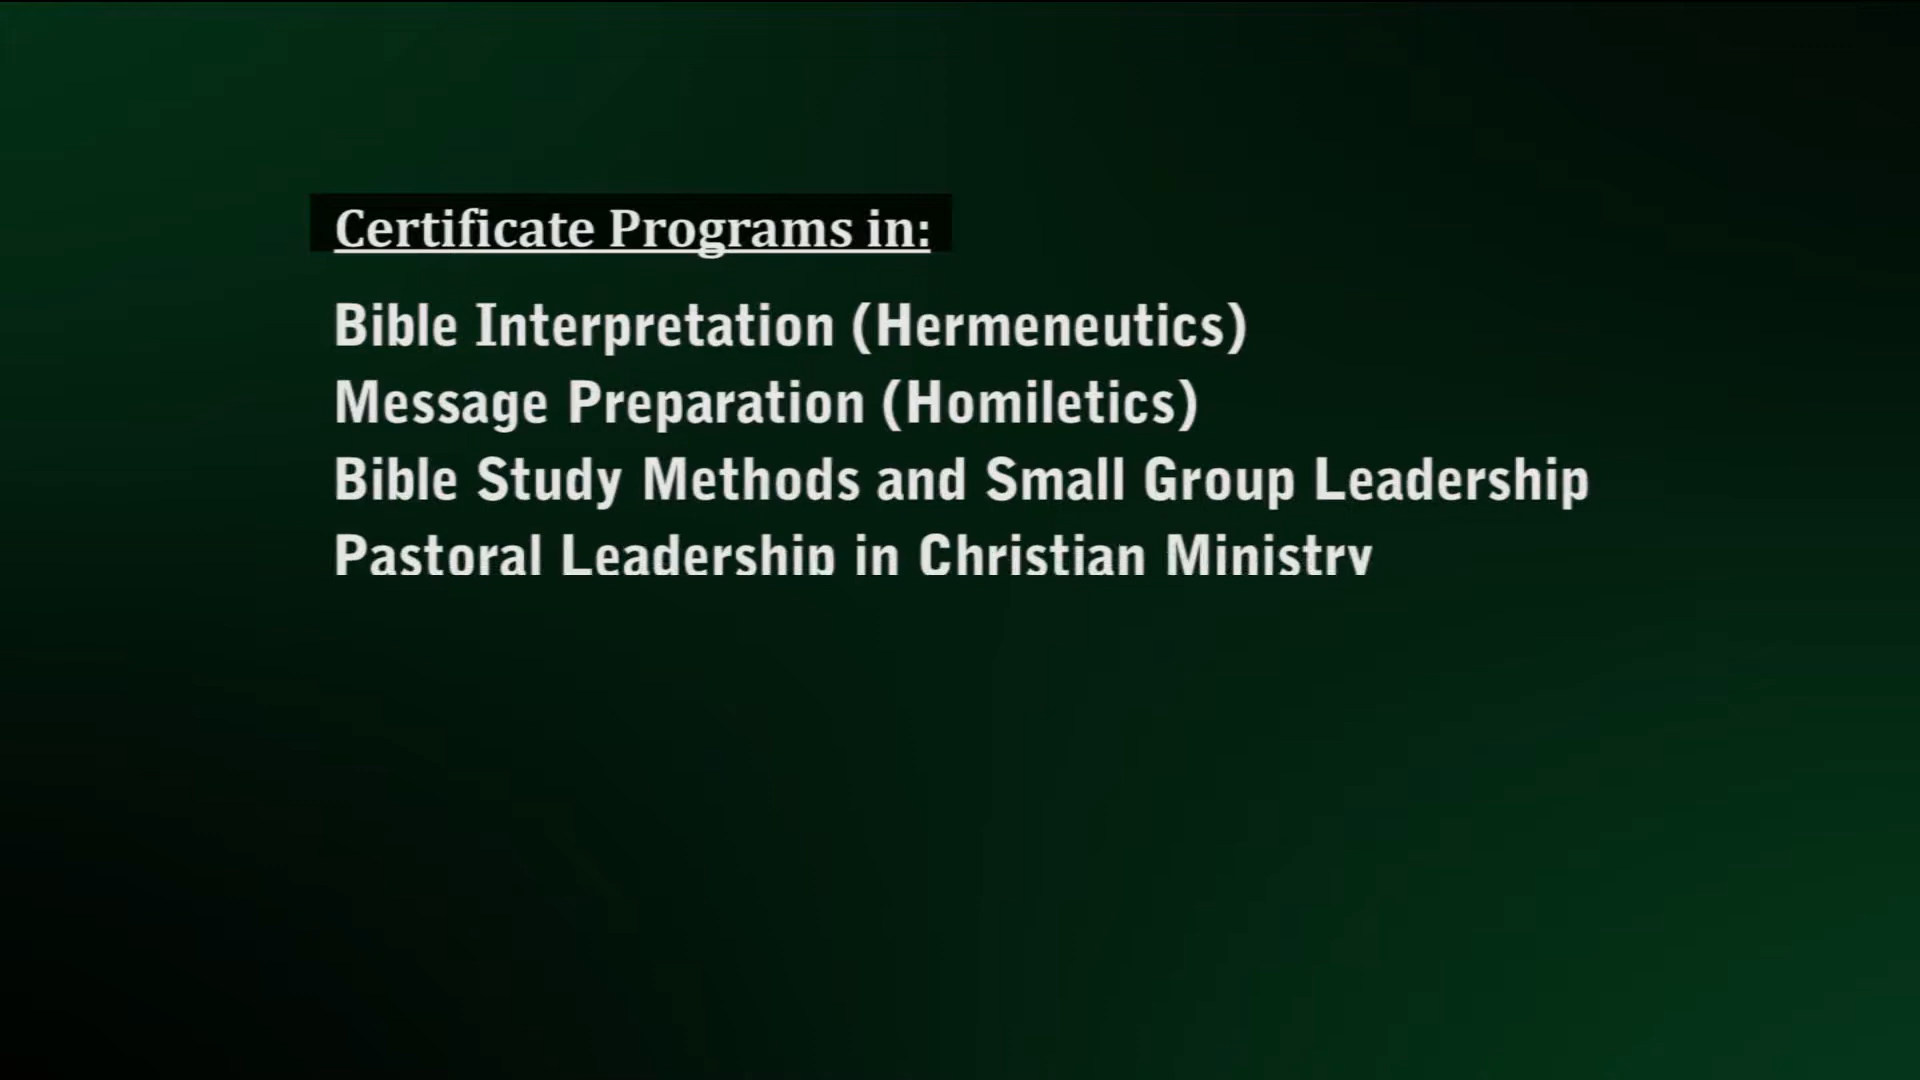 Certificate Programs in:
Bible Interpretation (Hermeneutics)
Message Preparation (Homiletics)
Bible Study Methods and Small Group Leadership
Pastoral Leadership in Christian Ministry